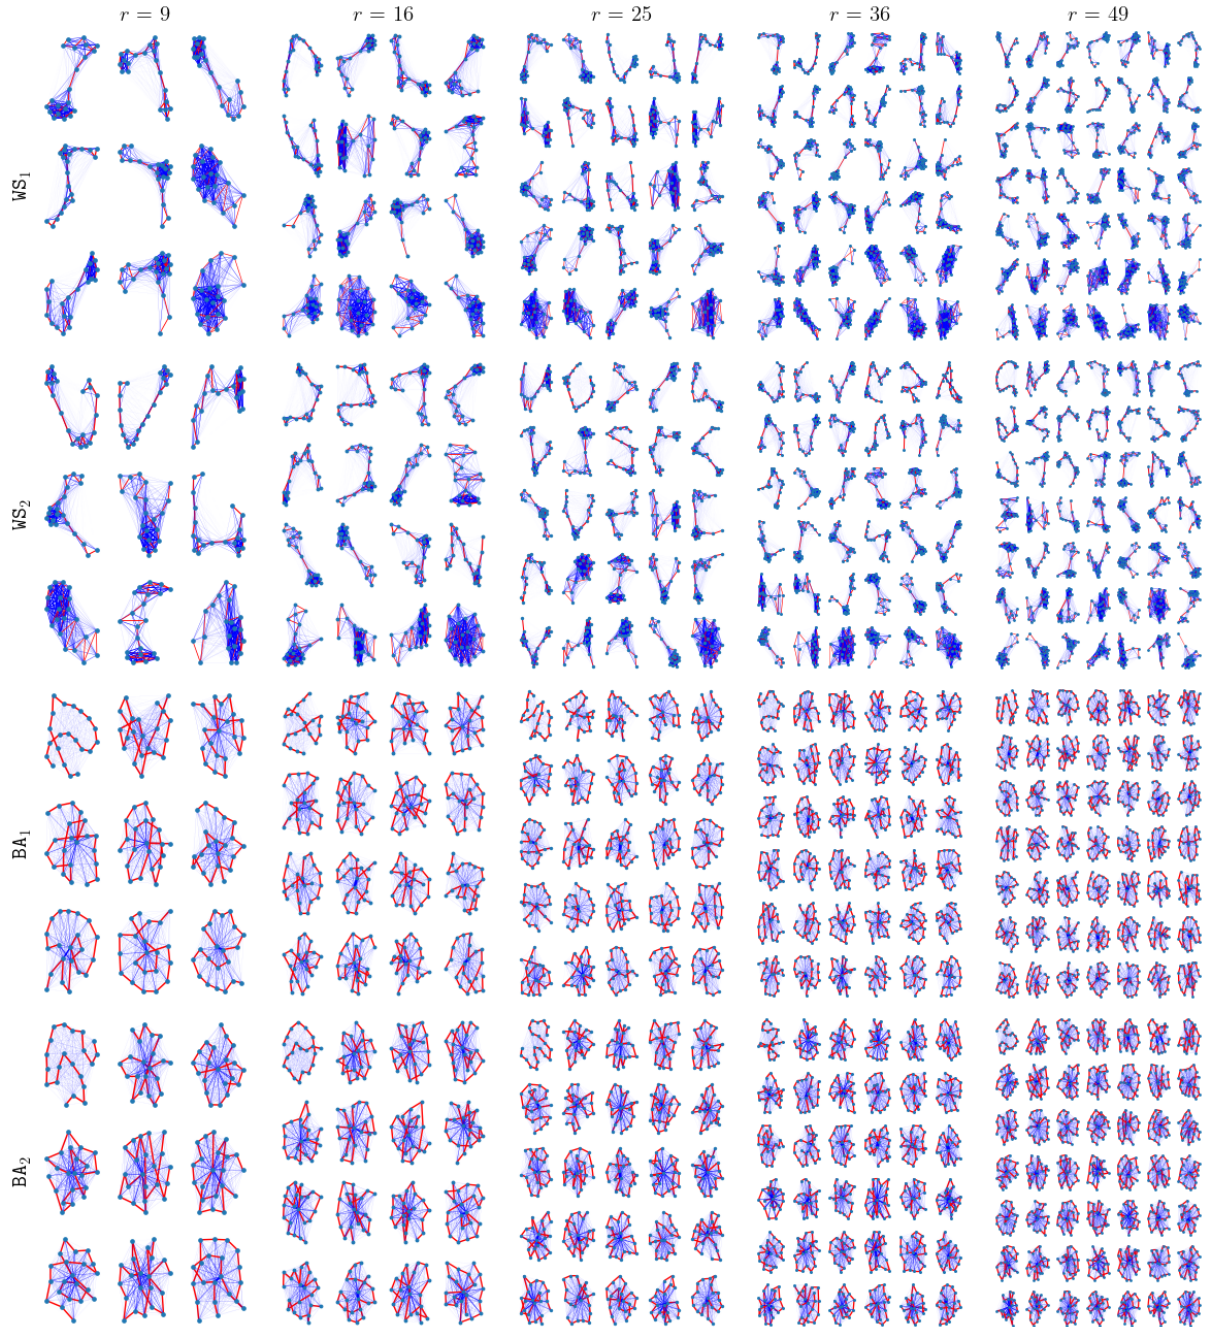 r = 9 r = 16 r = 25 r = 36 r = 49
WS₁
WS₂
BA₁
BA₂